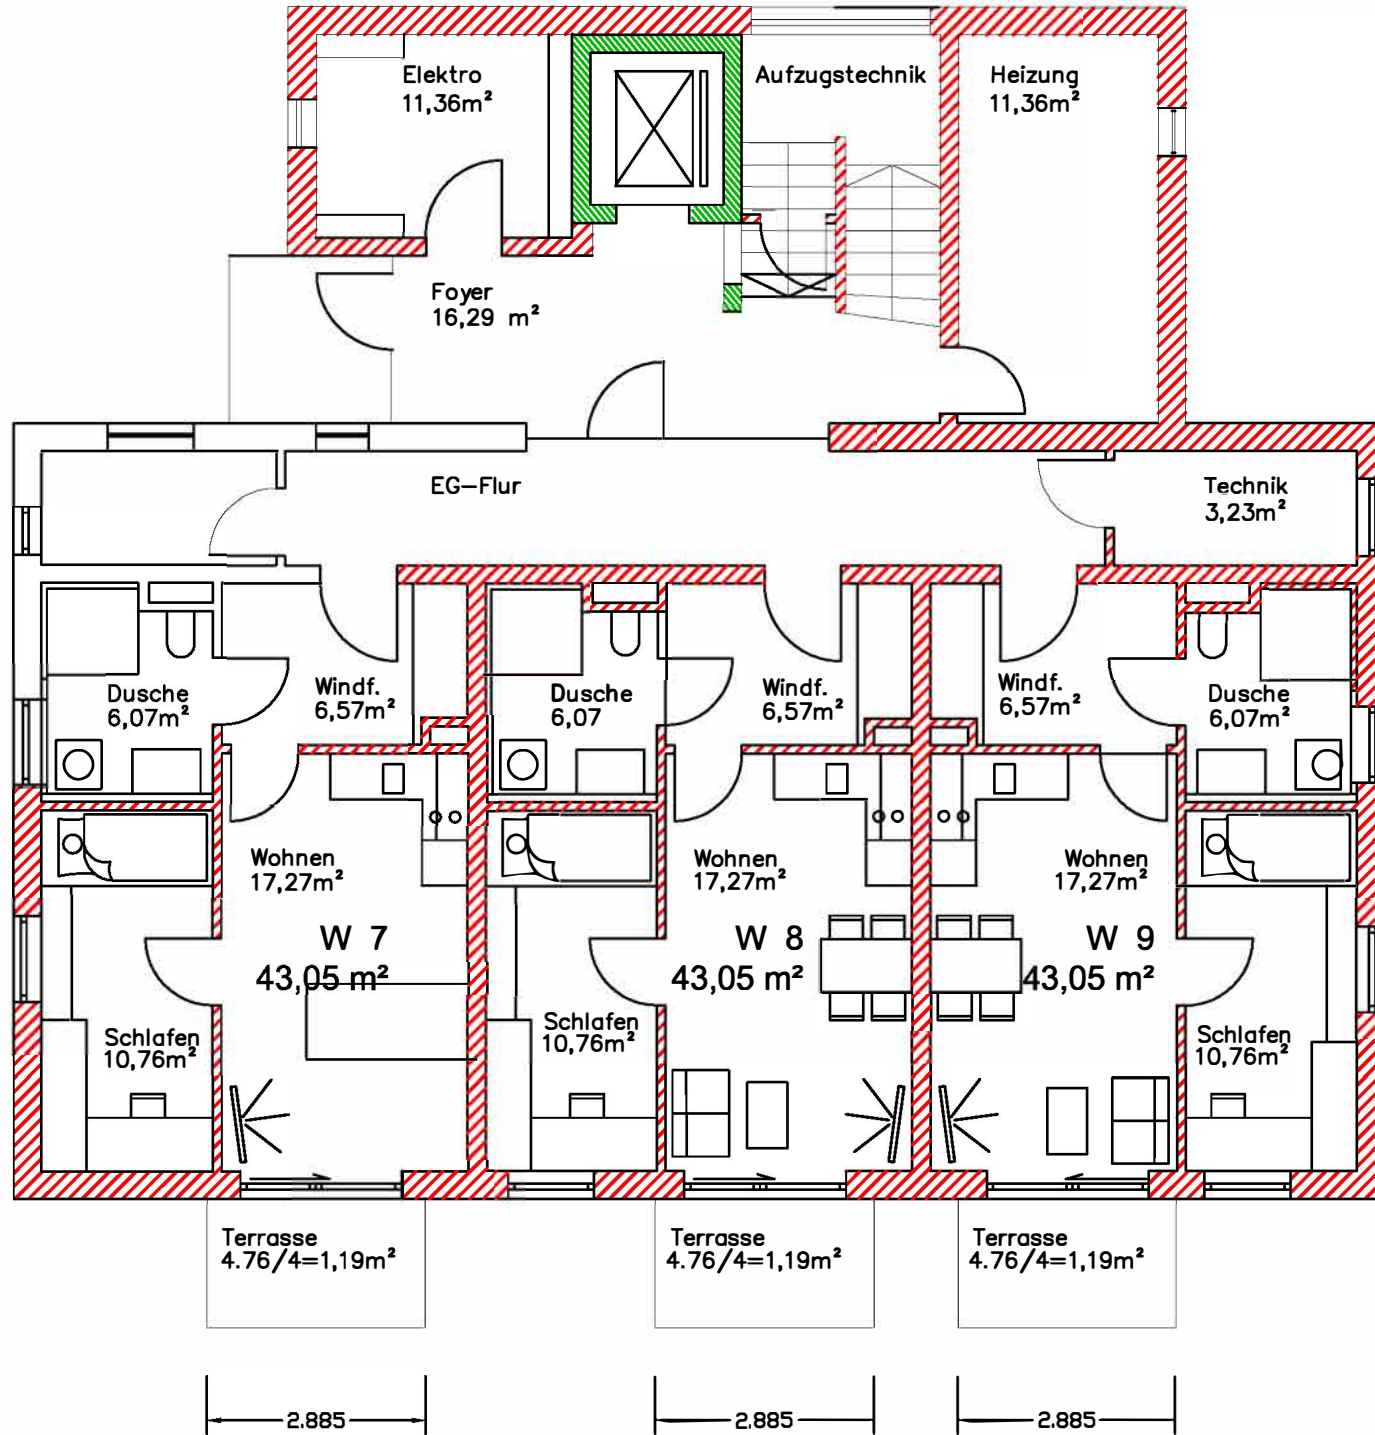 Elektro
11,36m²
Aufzugstechnik
Heizung
11,36m²
Foyer
16,29 m²
EG-Flur
Technik
3,23m²
Dusche
6,07m²
Windf.
6,57m²
Dusche
6,07
Windf.
6,57m²
Windf.
6,57m²
Dusche
6,07m²
Wohnen
17,27m²
W 7
43,05 m²
Schlafen
10,76m²
Wohnen
17,27m²
W 8
43,05 m²
Schlafen
10,76m²
Wohnen
17,27m²
W 9
43,05 m²
Schlafen
10,76m²
Terrasse
4.76/4=1,19m²
Terrasse
4.76/4=1,19m²
Terrasse
4.76/4=1,19m²
2.885
2.885
2.885